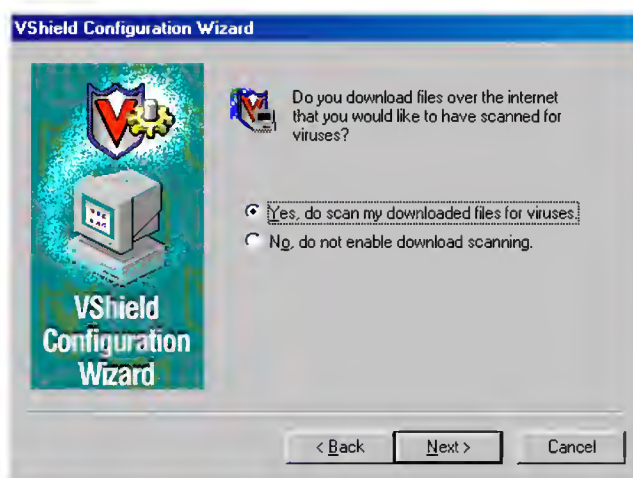 VShield Configuration Wizard
Do you download files over the internet
that you would like to have scanned for
viruses?
Yes, do scan my downloaded files for viruses.
No, do not enable download scanning.
VShield
Configuration
Wizard
< Back
Next >
Cancel